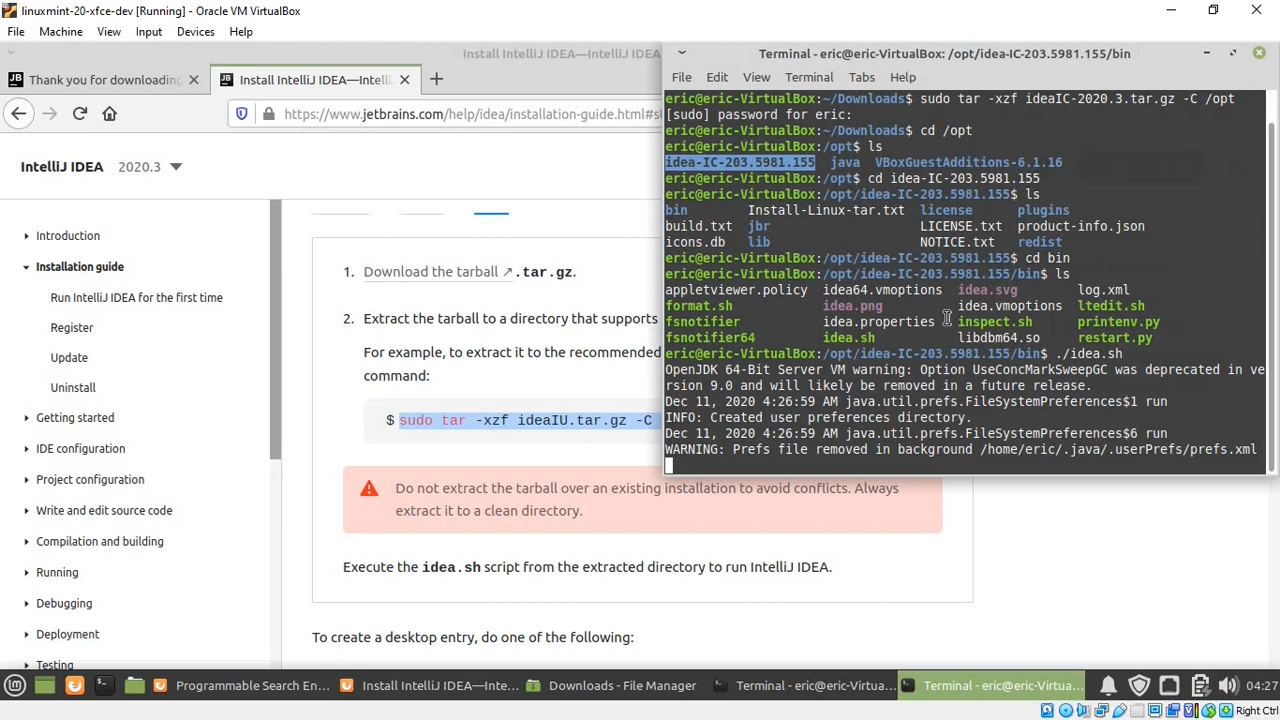 linuxmint-20-xfce-dev [Running] - Oracle VM VirtualBox
File Machine View Input Devices Help
Install IntelliJ IDEA—IntelliJ IDEA
Thank you for downloading
Install IntelliJ IDEA—IntelliJ
https://www.jetbrains.com/help/idea/installation-guide.html#s
IntelliJ IDEA 2020.3
Introduction
Installation guide
Run IntelliJ IDEA for the first time
Register
Update
Uninstall
Getting started
IDE configuration
Project configuration
Write and edit source code
Compilation and building
Running
Debugging
Deployment
Testing
1. Download the tarball ↗ .tar.gz.
2. Extract the tarball to a directory that supports
For example, to extract it to the recommended
command:
$ sudo tar -xzf ideaIU.tar.gz -C
Do not extract the tarball over an existing installation to avoid conflicts. Always
extract it to a clean directory.
Execute the idea.sh script from the extracted directory to run IntelliJ IDEA.
To create a desktop entry, do one of the following:
Terminal - eric@eric-VirtualBox: /opt/idea-IC-203.5981.155/bin
File Edit View Terminal Tabs Help
eric@eric-VirtualBox:~/Downloads$ sudo tar -xzf ideaIC-2020.3.tar.gz -C /opt
[sudo] password for eric:
eric@eric-VirtualBox:~/Downloads$ cd /opt
eric@eric-VirtualBox:/opt$ ls
idea-IC-203.5981.155 java VBoxGuestAdditions-6.1.16
eric@eric-VirtualBox:/opt$ cd idea-IC-203.5981.155
eric@eric-VirtualBox:/opt/idea-IC-203.5981.155$ ls
bin Install-Linux-tar.txt license plugins
build.txt jbr LICENSE.txt product-info.json
icons.db lib NOTICE.txt redist
eric@eric-VirtualBox:/opt/idea-IC-203.5981.155$ cd bin
eric@eric-VirtualBox:/opt/idea-IC-203.5981.155/bin$ ls
appletviewer.policy idea64.vmoptions idea.svg log.xml
format.sh idea.png idea.vmoptions ltedit.sh
fsnotifier idea.properties inspect.sh printenv.py
fsnotifier64 idea.sh libdbm64.so restart.py
eric@eric-VirtualBox:/opt/idea-IC-203.5981.155/bin$ ./idea.sh
OpenJDK 64-Bit Server VM warning: Option UseConcMarkSweepGC was deprecated in ve
rsion 9.0 and will likely be removed in a future release.
Dec 11, 2020 4:26:59 AM java.util.prefs.FileSystemPreferences$1 run
INFO: Created user preferences directory.
Dec 11, 2020 4:26:59 AM java.util.prefs.FileSystemPreferences$6 run
WARNING: Prefs file removed in background /home/eric/.java/.userPrefs/prefs.xml
Programmable Search En... Install IntelliJ IDEA—Inte... Downloads - File Manager Terminal - eric@eric-Virtua... Terminal - eric@eric-Virtua... 04:27
Right Ctrl